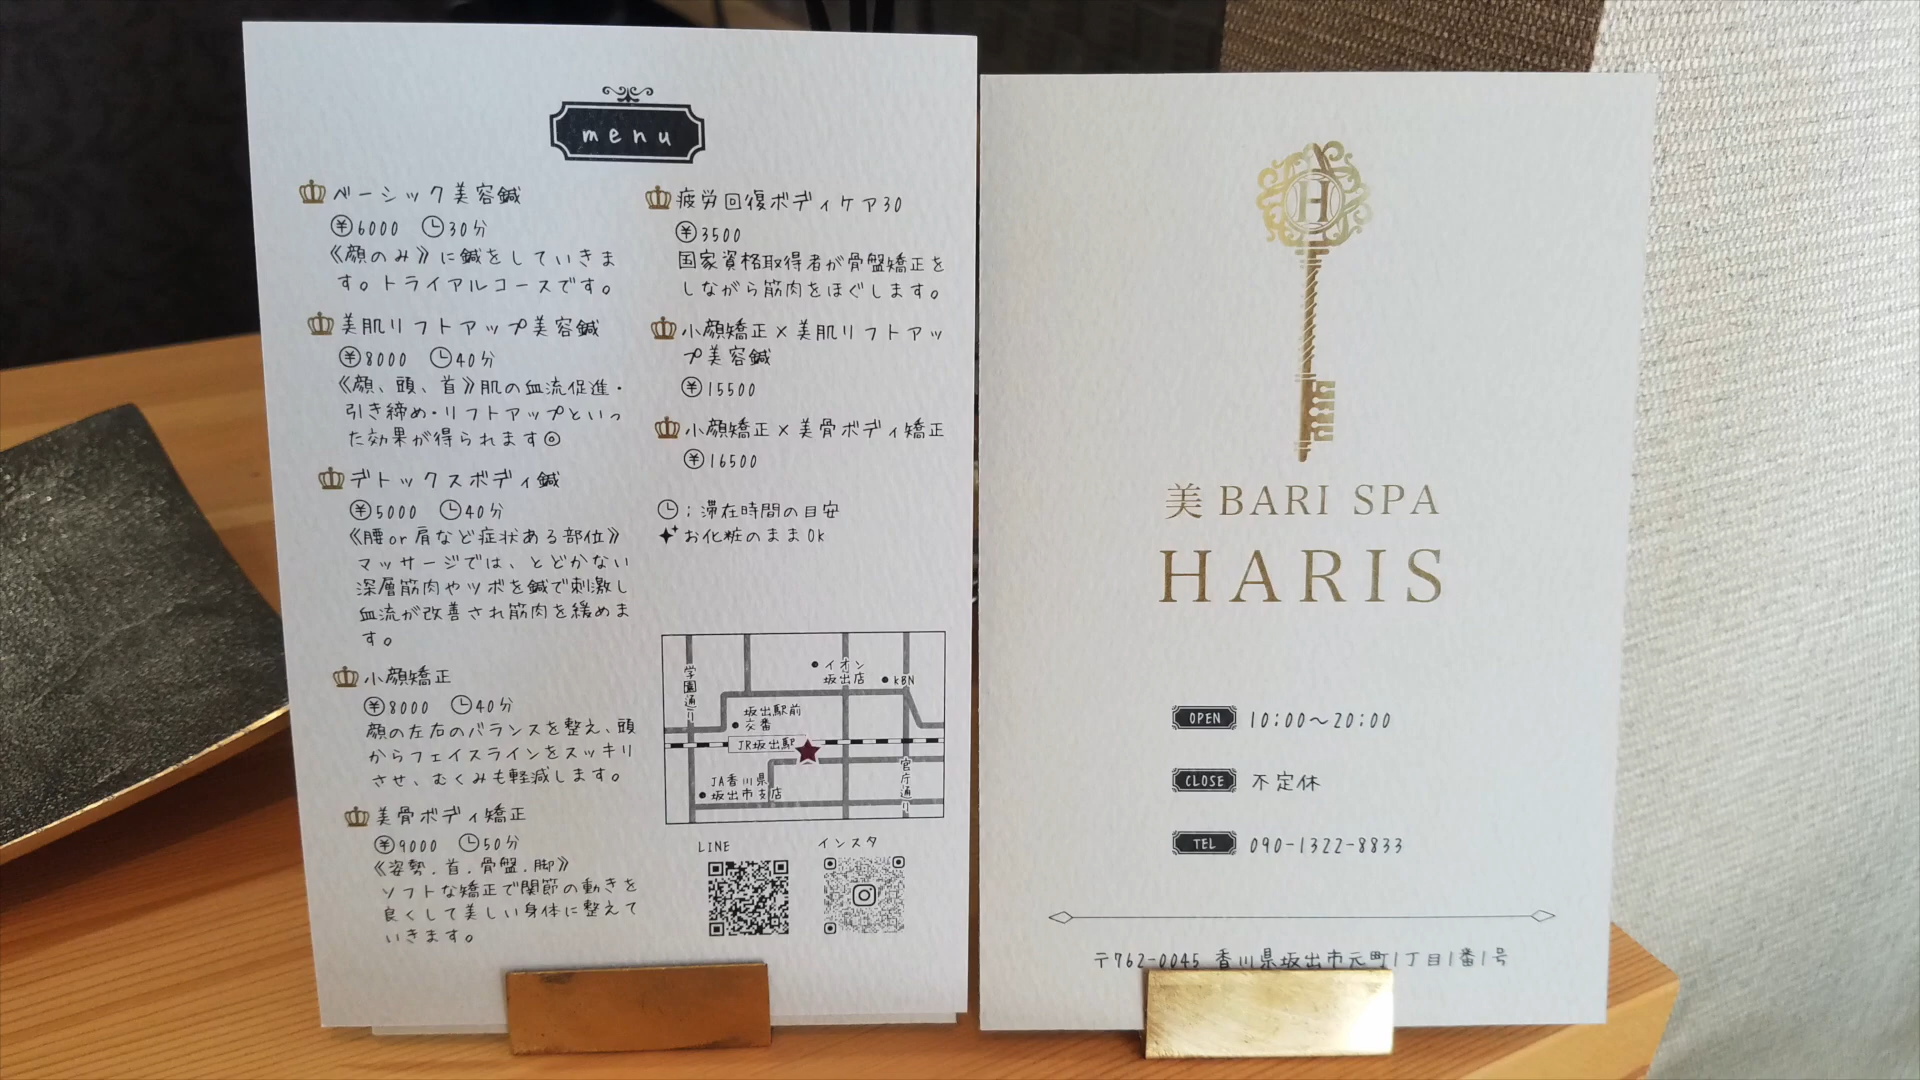 menu
ベーシック美容鍼
¥6000 30分
《顔のみ》に鍼をしていきま
す。トライアルコースです。
美肌リフトアップ美容鍼
¥8000 40分
《顔、頭、首》肌の血流促進・
引き締め・リフトアップといっ
た効果が得られます◎
デトックスボディ鍼
¥5000 40分
《腰or肩など症状ある部位》
マッサージでは、とどかない
深層筋肉やツボを鍼で刺激し
血流が改善され筋肉を緩めま
す。
小顔矯正
¥8000 40分
顔の左右のバランスを整え、頭
からフェイスラインをスッキリ
させ、むくみも軽減します。
美骨ボディ矯正
¥9000 50分
《姿勢.首.骨盤.脚》
ソフトな矯正で関節の動きを
良くして美しい身体に整えて
いきます。
疲労回復ボディケア30
¥3500
国家資格取得者が骨盤矯正を
しながら筋肉をほぐします。
小顔矯正×美肌リフトアッ
プ美容鍼
¥15500
小顔矯正×美骨ボディ矯正
¥16500
:滞在時間の目安
お化粧のままOk
学園通り
イオン
坂出店
KBN
坂出駅前
交番
JR坂出駅
JA香川県
坂出市支店
官庁通り
LINE
インスタ
H
美BARI SPA
HARIS
OPEN 10:00〜20:00
CLOSE 不定休
TEL 090-1322-8833
〒762-0045 香川県坂出市元町1丁目1番1号